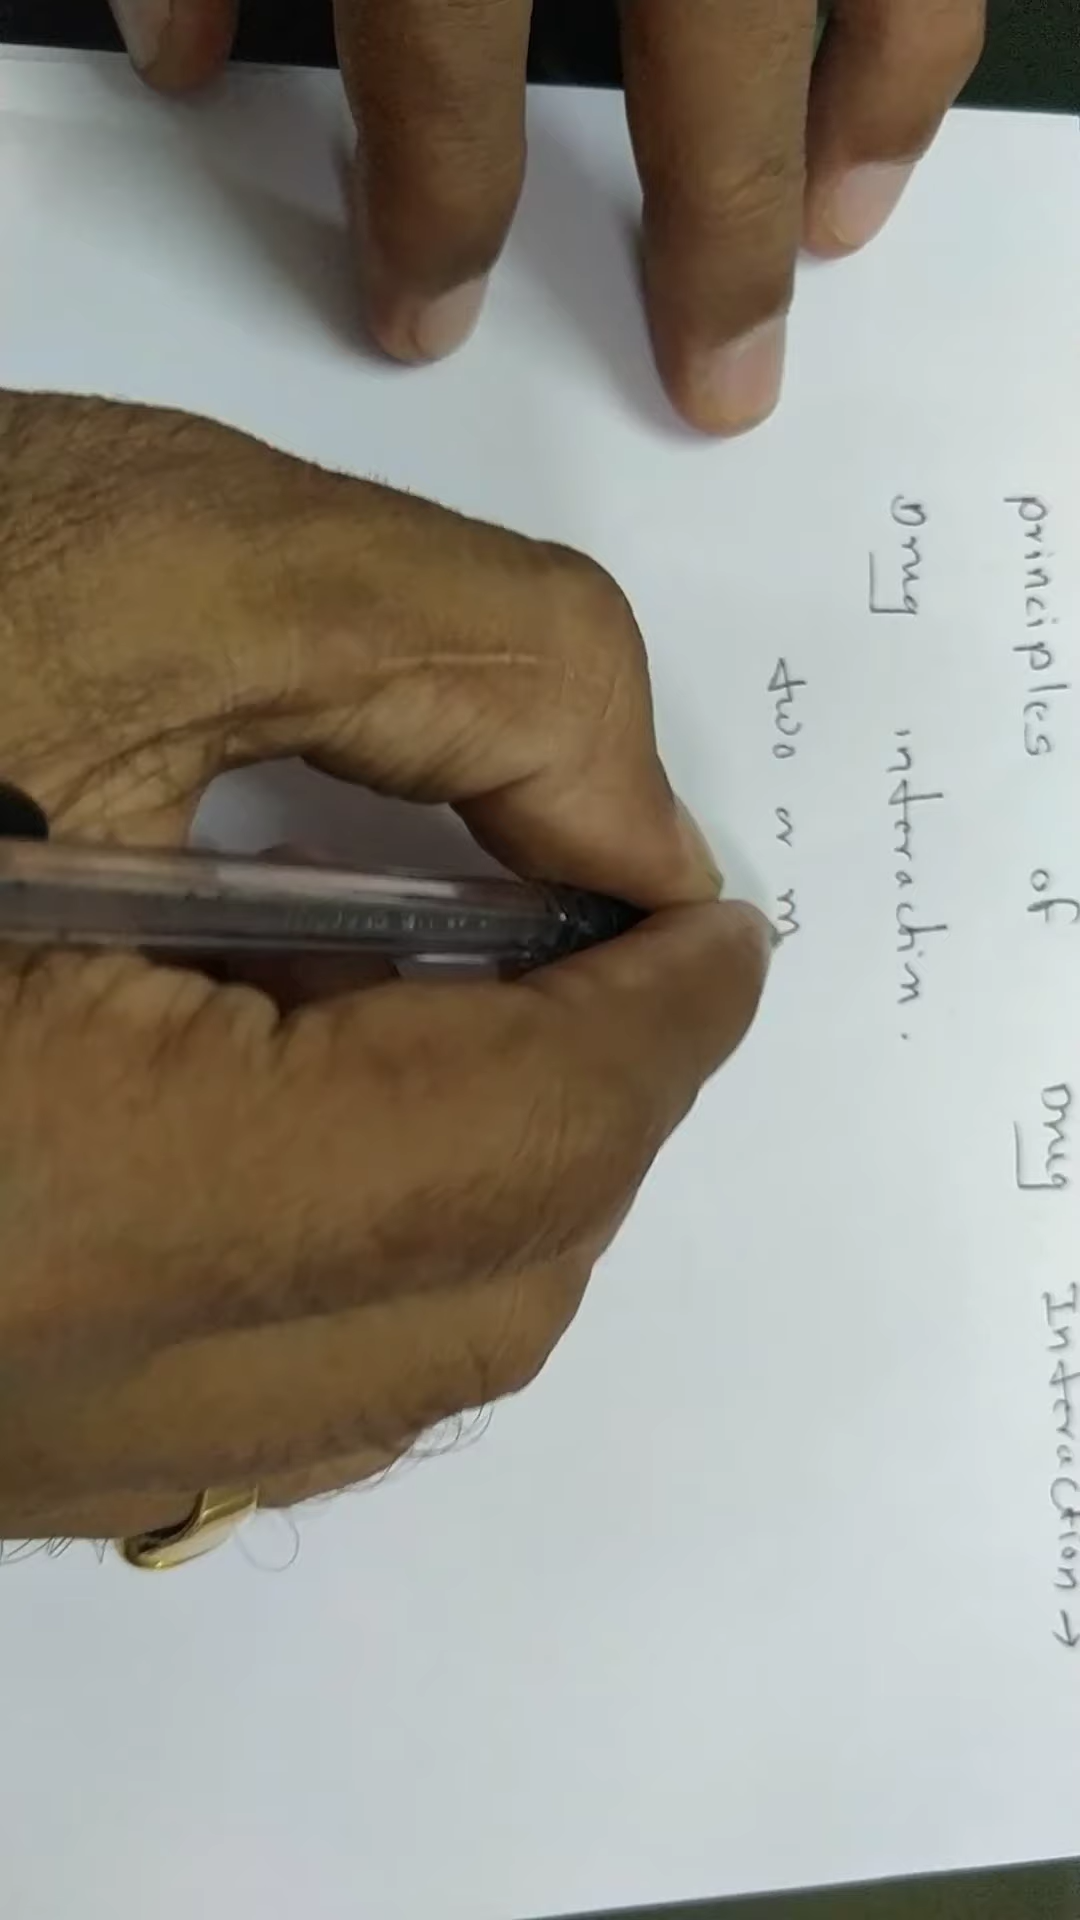 principles of Drug Interaction →
Drug interaction.
two or m